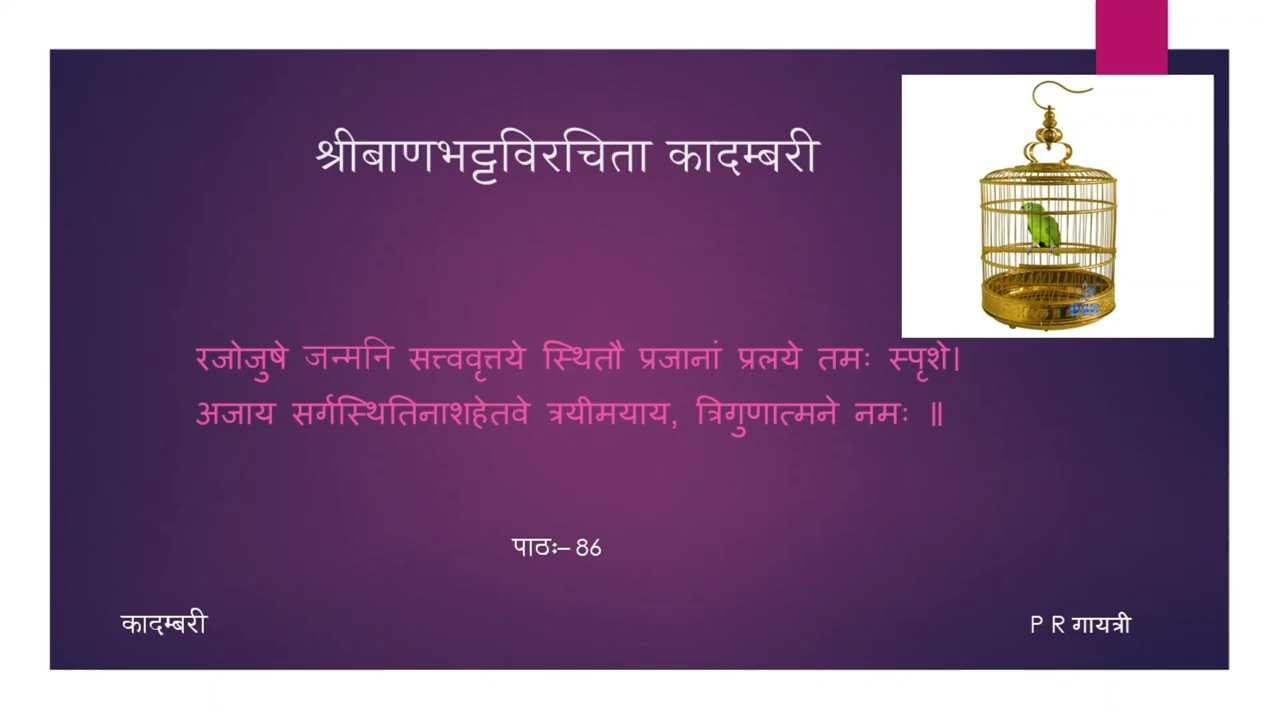 श्रीबाणभट्टविरचिता कादम्बरी
रजोजुषे जन्मनि सत्त्ववृत्तये स्थितौ प्रजानां प्रलये तमः स्पृशे।
अजाय सर्गस्थितिनाशहेतवे त्रयीमयाय, त्रिगुणात्मने नमः ॥
पाठः– 86
कादम्बरी
P R गायत्री